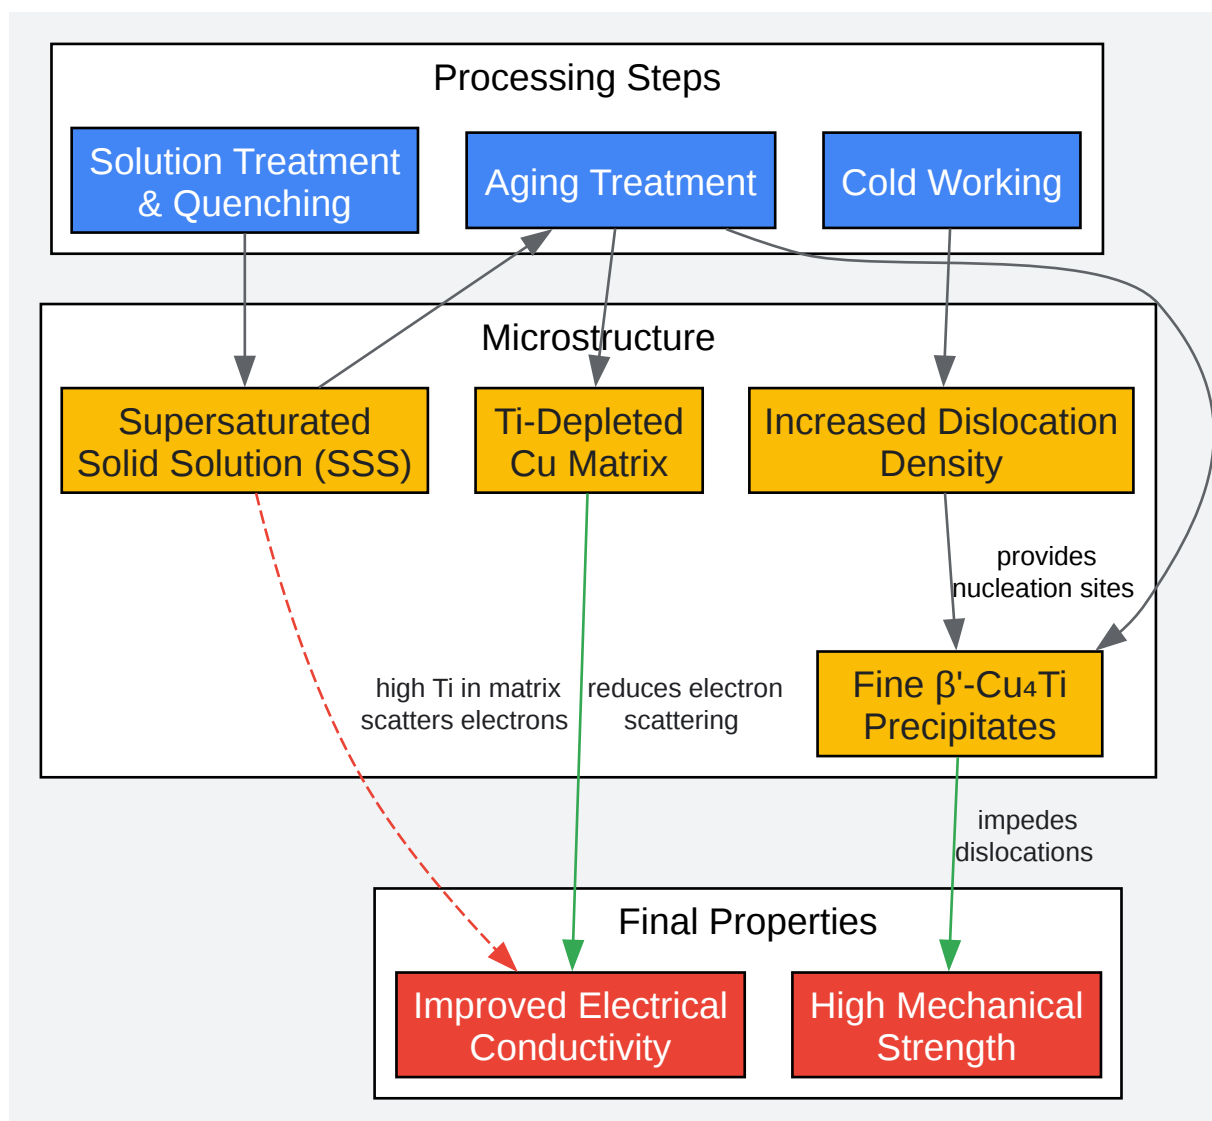 Processing Steps
Solution Treatment
& Quenching
Aging Treatment
Cold Working
Microstructure
Supersaturated
Solid Solution (SSS)
Ti-Depleted
Cu Matrix
Increased Dislocation
Density
provides
nucleation sites
high Ti in matrix
scatters electrons
reduces electron
scattering
Fine β'-Cu₄Ti
Precipitates
impedes
dislocations
Final Properties
Improved Electrical
Conductivity
High Mechanical
Strength